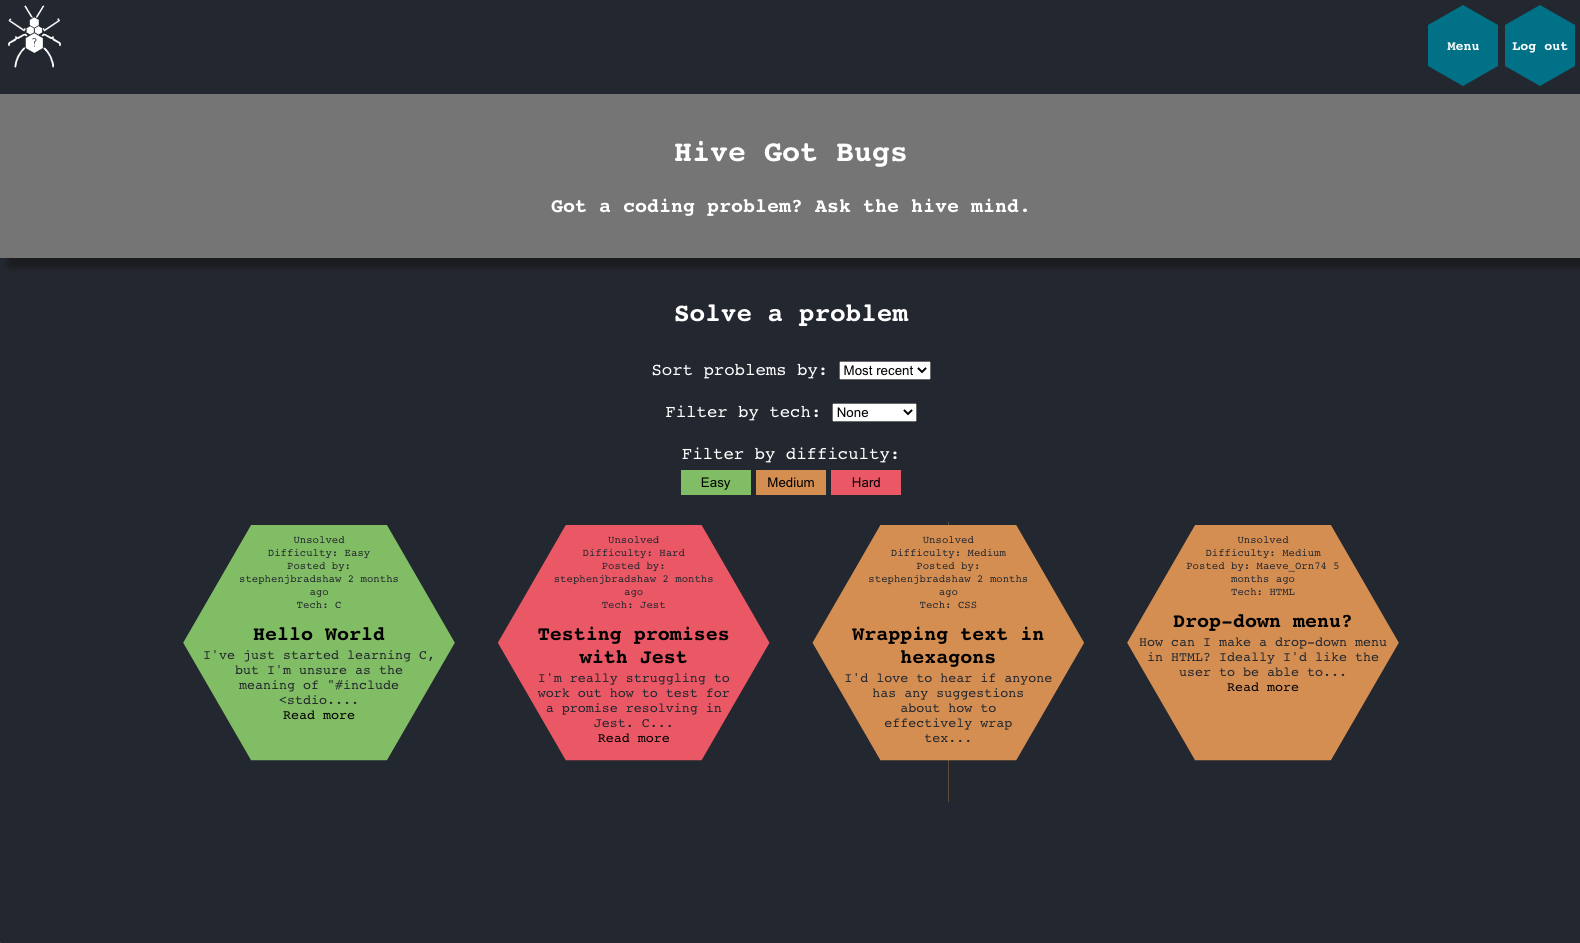 ?
Menu
Log out
Hive Got Bugs
Got a coding problem? Ask the hive mind.
Solve a problem
Sort problems by: Most recent
Filter by tech: None
Filter by difficulty:
Easy
Medium
Hard
Unsolved
Difficulty: Easy
Posted by:
stephenjbradshaw 2 months
ago
Tech: C
Hello World
I've just started learning C,
but I'm unsure as the
meaning of "#include
<stdio....
Read more
Unsolved
Difficulty: Hard
Posted by:
stephenjbradshaw 2 months
ago
Tech: Jest
Testing promises
with Jest
I'm really struggling to
work out how to test for
a promise resolving in
Jest. C...
Read more
Unsolved
Difficulty: Medium
Posted by:
stephenjbradshaw 2 months
ago
Tech: CSS
Wrapping text in
hexagons
I'd love to hear if anyone
has any suggestions
about how to
effectively wrap
tex...
Unsolved
Difficulty: Medium
Posted by: Maeve_Orn74 5
months ago
Tech: HTML
Drop-down menu?
How can I make a drop-down menu
in HTML? Ideally I'd like the
user to be able to...
Read more